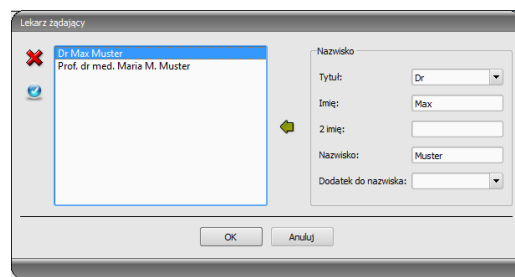 Lekarz żądający
Dr Max Muster
Prof. dr med. Maria M. Muster
Nazwisko
Tytuł: Dr
Imię: Max
2 imię:
Nazwisko: Muster
Dodatek do nazwiska:
OK Anuluj